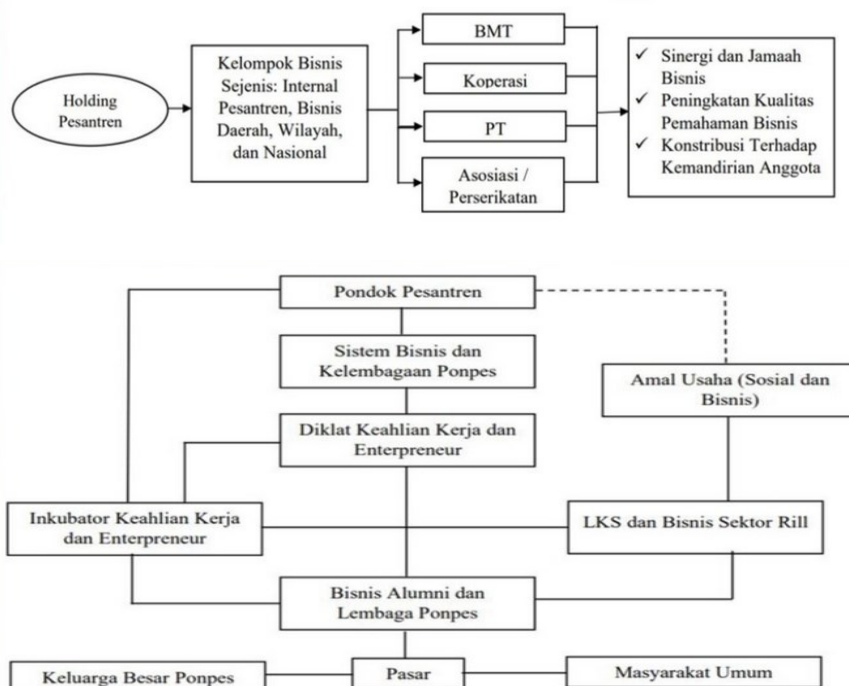 Holding
Pesantren
Kelompok Bisnis
Sejenis: Internal
Pesantren, Bisnis
Daerah, Wilayah,
dan Nasional
BMT
Koperasi
PT
Asosiasi /
Perserikatan
✓ Sinergi dan Jamaah
Bisnis
✓ Peningkatan Kualitas
Pemahaman Bisnis
✓ Konstribusi Terhadap
Kemandirian Anggota
Pondok Pesantren
Sistem Bisnis dan
Kelembagaan Ponpes
Amal Usaha (Sosial dan
Bisnis)
Diklat Keahlian Kerja dan
Enterpreneur
Inkubator Keahlian Kerja
dan Enterpreneur
LKS dan Bisnis Sektor Rill
Bisnis Alumni dan
Lembaga Ponpes
Keluarga Besar Ponpes
Pasar
Masyarakat Umum